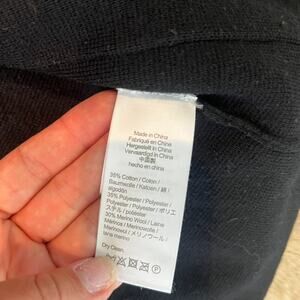 Made in China
Fabriqué en Chine
Hergestellt in China
Vervaardigd in China
中国製
hecho en china
35% Cotton / Coton /
Baumwolle / Katoen / 綿 /
algodón
35% Polyester / Polyester /
Polyester / Polyester / ポリエ
ステル / poliéster
30% Merino Wool / Laine
Mérinos / Merinowolle /
Merinowol / メリノウール /
lana merino
Dry Clean